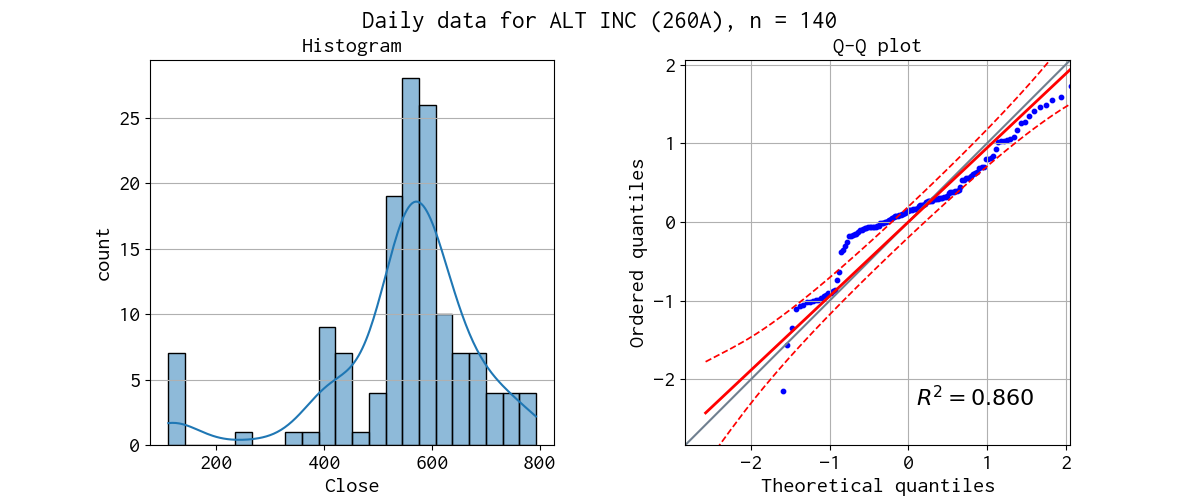 Daily data for ALT INC (260A), n = 140
Histogram
Q-Q plot
count
0
5
10
15
20
25
200
400
600
800
Close
Ordered quantiles
2
1
0
−1
−2
R² = 0.860
−2
−1
0
1
2
Theoretical quantiles